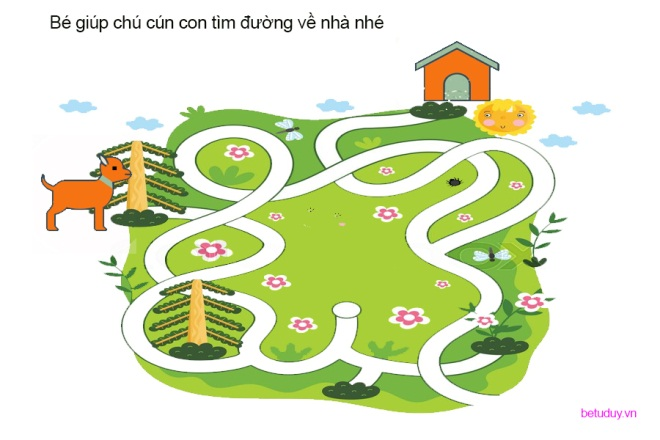 Bé giúp chú cún con tìm đường về nhà nhé
betuduy.vn